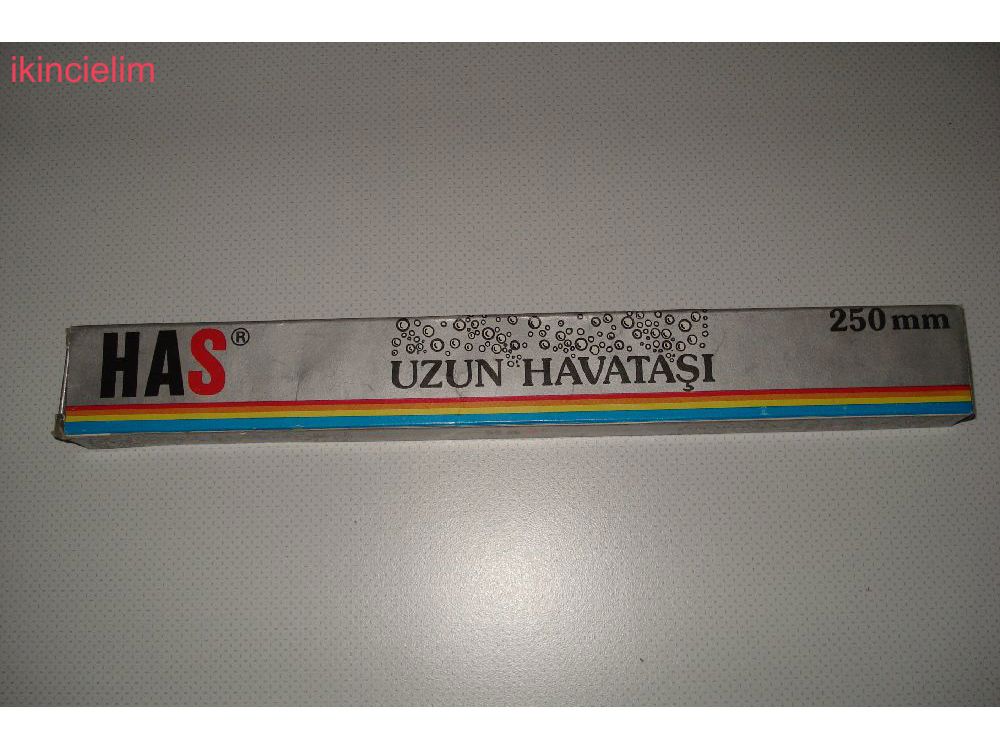 ikincielim
HAS®
250 mm
UZUN HAVATAŞI